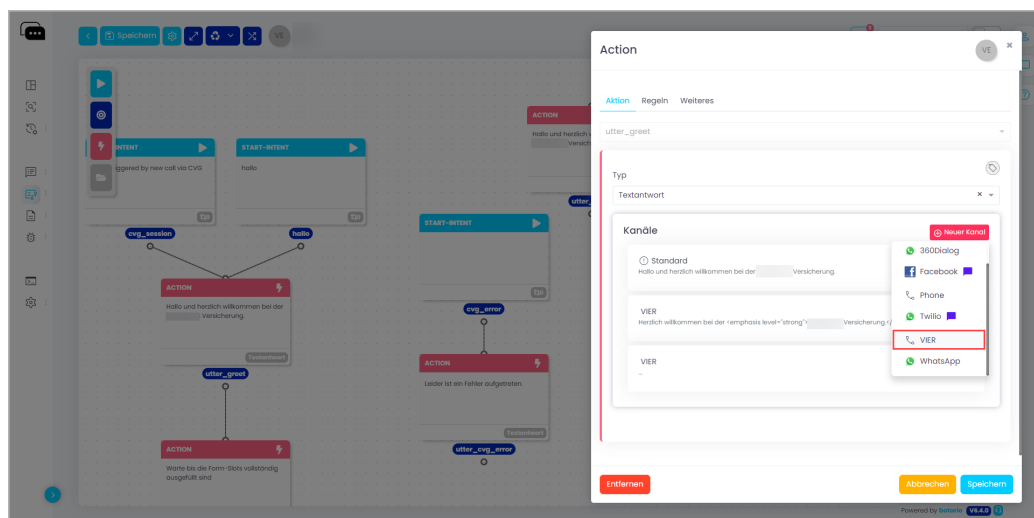 Speichern
VE
Action
VE
×
Aktion Regeln Weiteres
utter_greet
Typ
Textantwort
Kanäle
Neuer Kanal
360Dialog
Facebook
Phone
Twilio
VIER
WhatsApp
Standard
Hallo und herzlich willkommen bei der Versicherung.
VIER
Herzlich willkommen bei der <emphasis level="strong"> Versicherung.</
VIER
–
Entfernen
Abbrechen
Speichern
INTENT
iggered by new call via CVG
cvg_session
START-INTENT
hallo
hallo
ACTION
Hallo und herzlich willkommen bei der
Versicherung.
Textantwort
utter_greet
ACTION
Warte bis die Form-Slots vollständig
ausgefüllt sind
ACTION
Hallo und herzlich
Versich
utter_
START-INTENT
cvg_error
ACTION
Leider ist ein Fehler aufgetreten.
Textantwort
utter_cvg_error
Powered by botario V6.4.0